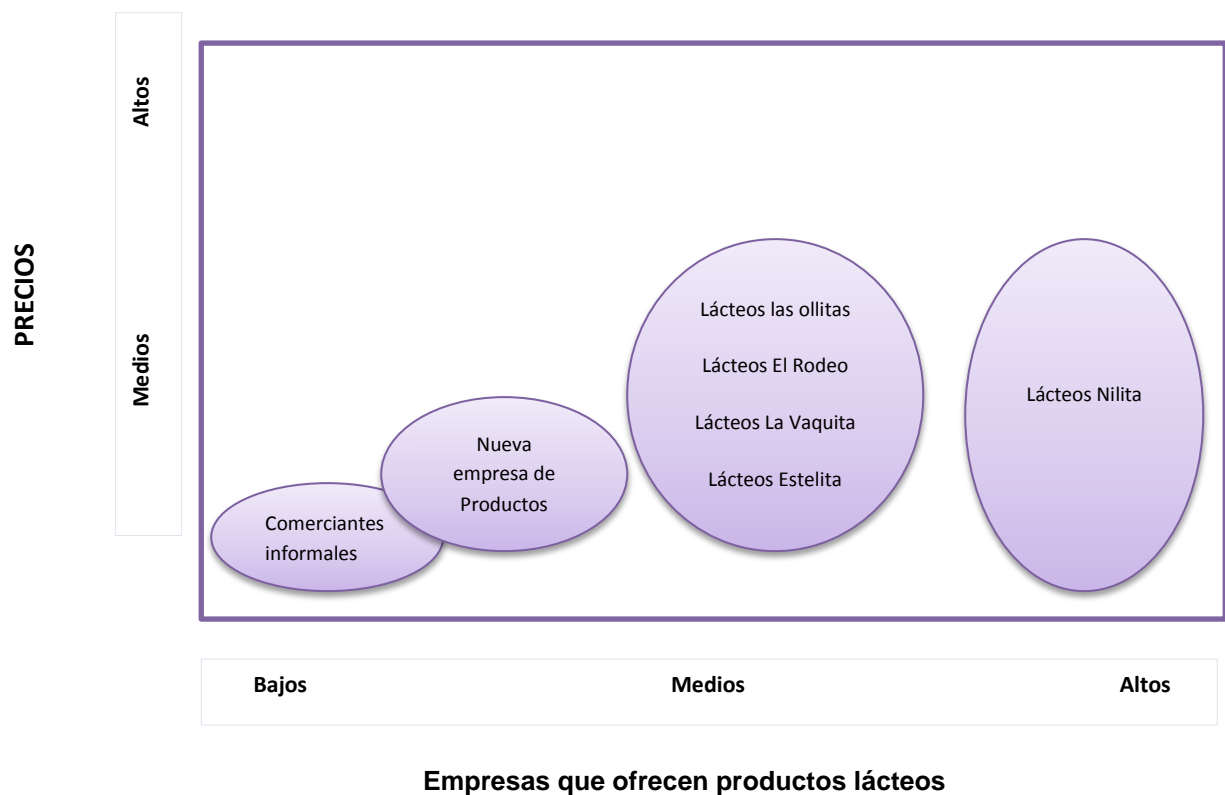 PRECIOS
Altos
Medios
Lácteos las ollitas
Lácteos El Rodeo
Lácteos La Vaquita
Lácteos Estelita
Lácteos Nilita
Nueva
empresa de
Productos
Comerciantes
informales
Bajos
Medios
Altos
Empresas que ofrecen productos lácteos